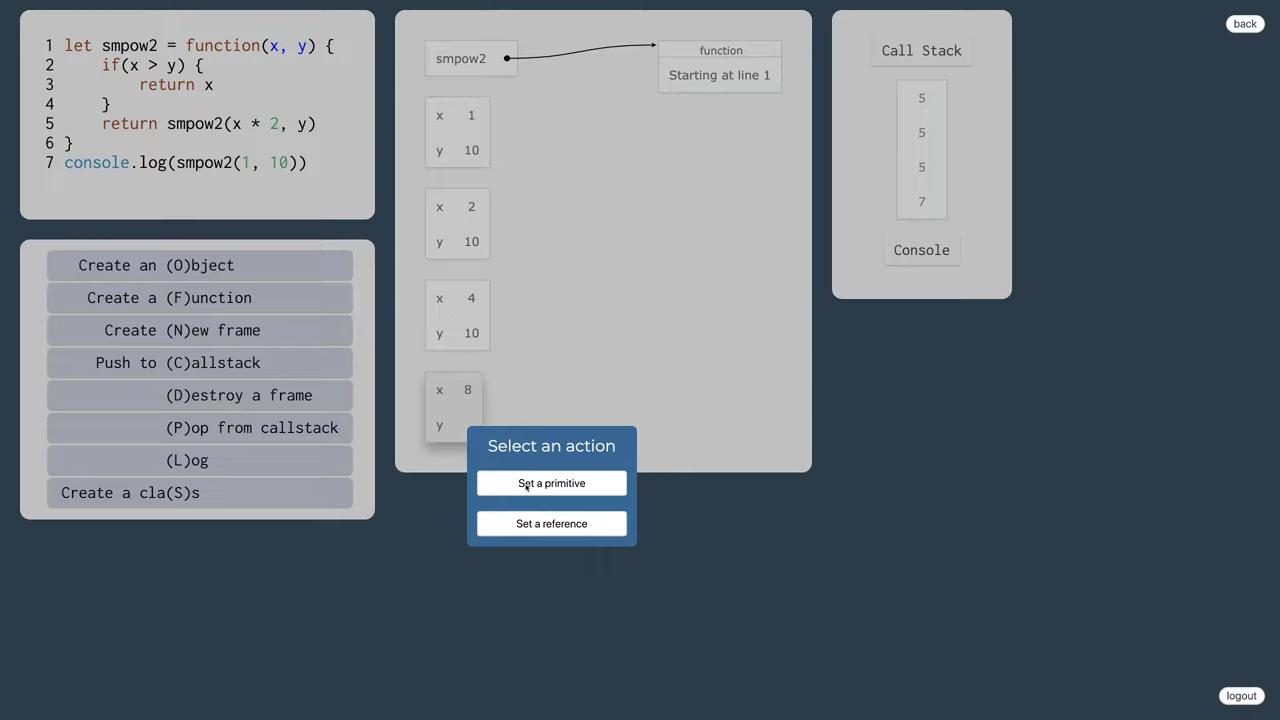 1 let smpow2 = function(x, y) {
2 if(x > y) {
3 return x
4 }
5 return smpow2(x * 2, y)
6 }
7 console.log(smpow2(1, 10))
Create an (O)bject
Create a (F)unction
Create (N)ew frame
Push to (C)allstack
(D)estroy a frame
(P)op from callstack
(L)og
Create a cla(S)s
smpow2
function
Starting at line 1
x 1
y 10
x 2
y 10
x 4
y 10
x 8
y
Select an action
Set a primitive
Set a reference
Call Stack
5
5
5
7
Console
back
logout